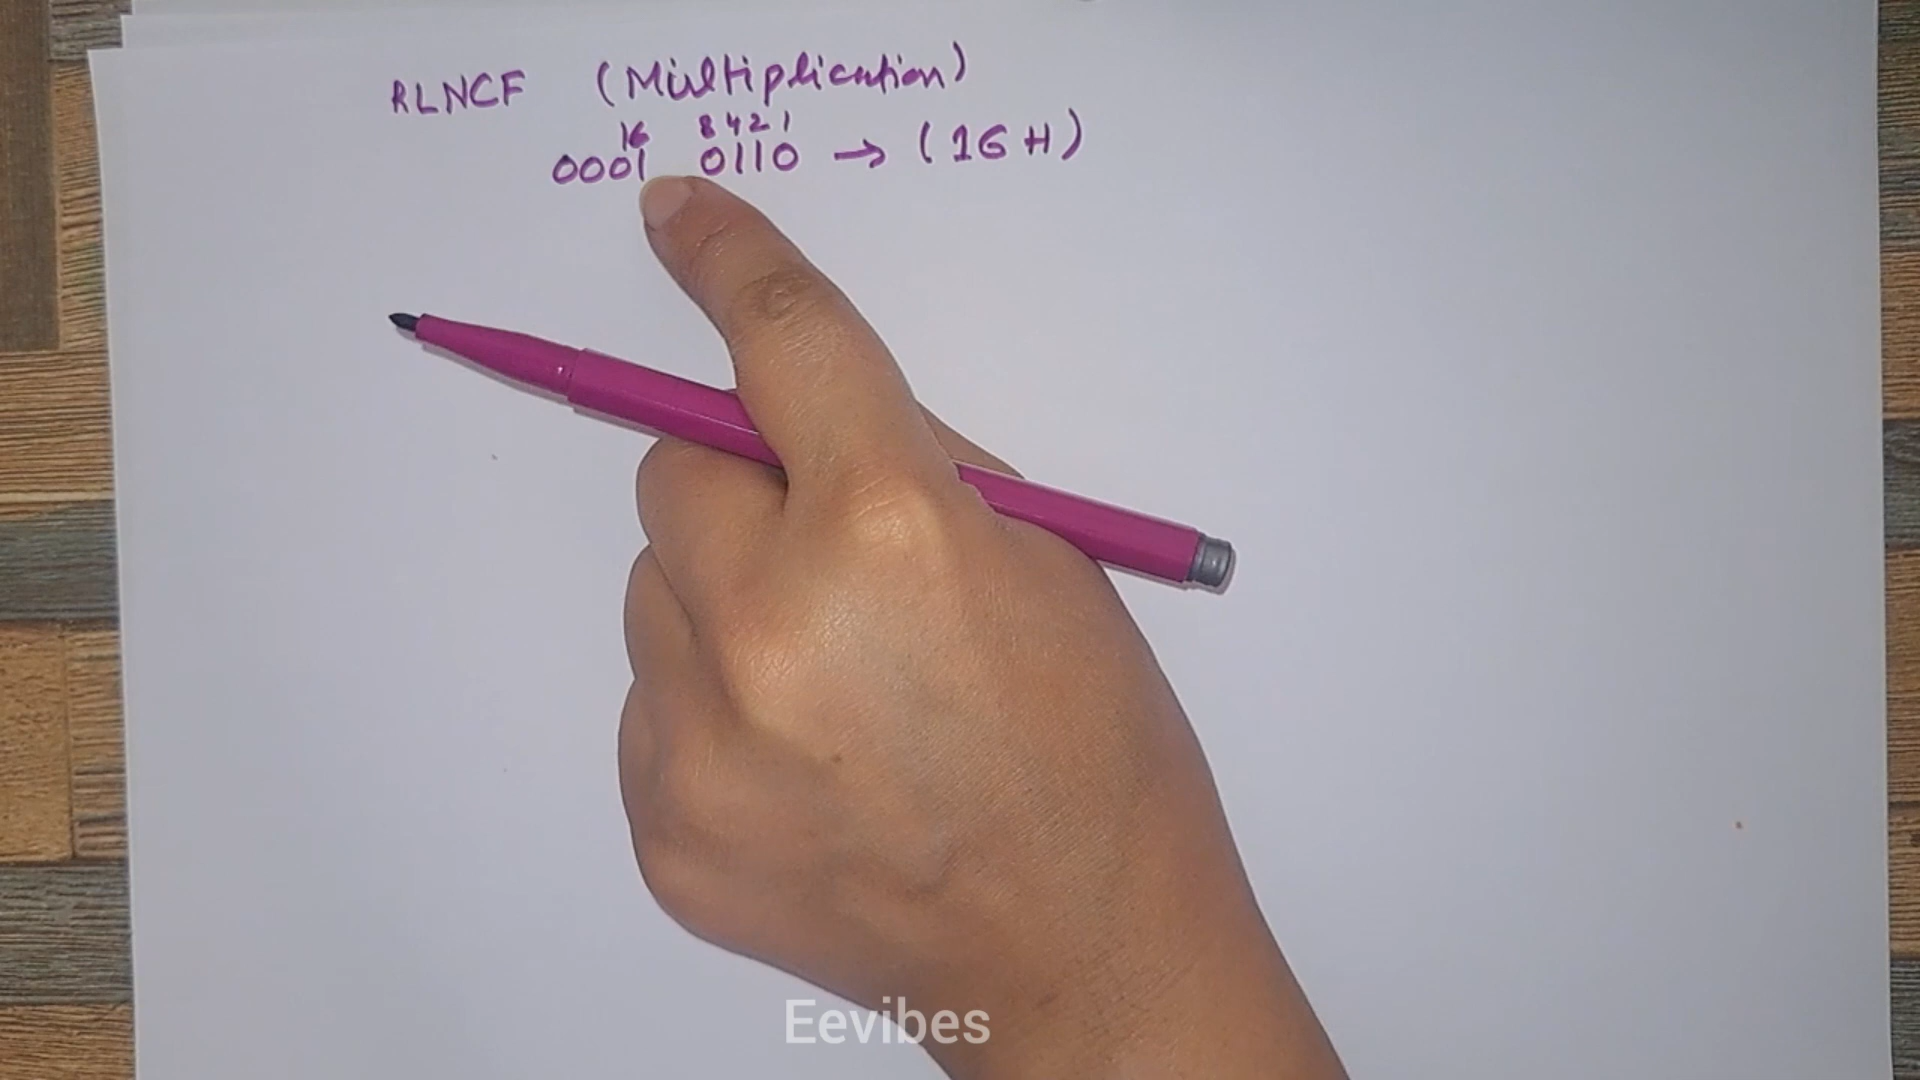 RLNCF (Multiplication)
16 8 4 2 1
0001 0110 → (16H)
Eevibes